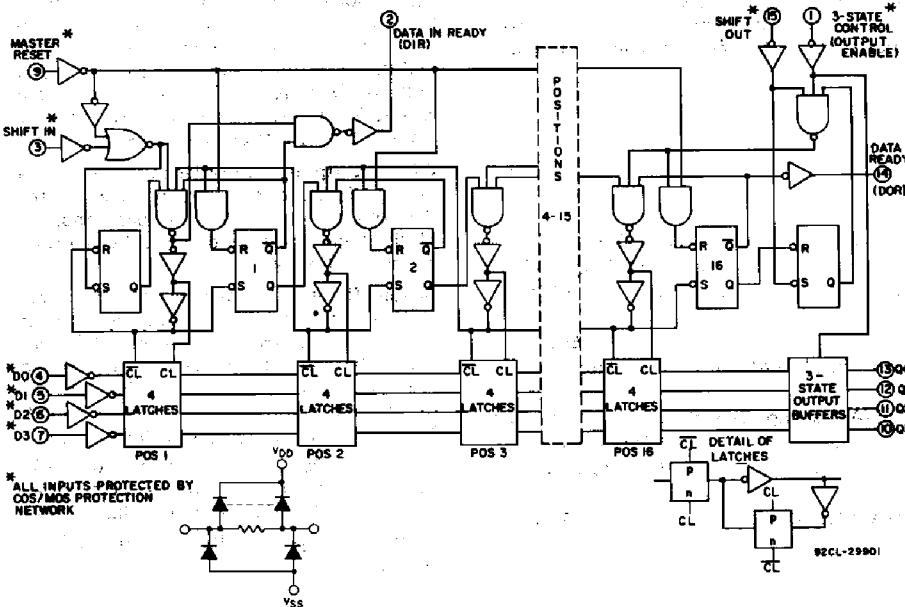 MASTER *
RESET
9
SHIFT IN *
3
2
DATA IN READY
(DIR)
POSITIONS
4-15
SHIFT *
OUT
15
1
3-STATE *
CONTROL
(OUTPUT
ENABLE)
DATA
READY
14
(DOR)
R
S Q
R Q
1
S Q
R Q
2
S Q
R Q
16
S Q
R
S Q
*D0 4
*D1 5
*D2 6
*D3 7
CL CL
4
LATCHES
POS 1
CL CL
4
LATCHES
POS 2
CL
4
LATCHES
POS 3
CL CL
4
LATCHES
POS 16
3-
STATE
OUTPUT
BUFFERS
13
12 Q
11 Q
10 Q
*ALL INPUTS PROTECTED BY
COS/MOS PROTECTION
NETWORK
VDD
VSS
DETAIL OF
LATCHES
CL
p
n
CL
CL
p
n
CL
92CL-29901